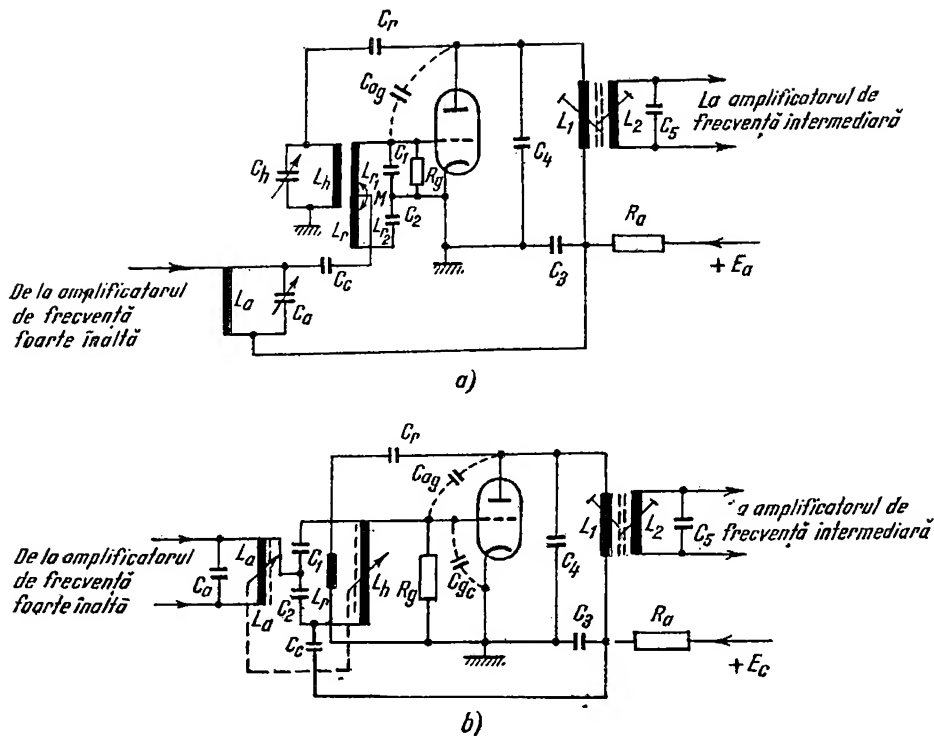 Cr
Cag
Ch
Lh
Lr1
M
Lr
Lr2
C1
Rg
C2
C4
L1
L2
C5
La amplificatorul de
frecvență intermediară
Cc
C3
Ra
+ Ea
De la amplificatorul
de frecvență
foarte înaltă
La
Ca
a)
Cr
Cag
De la amplificatorul
de frecvență
foarte înaltă
Ca
La
La
C1
C2
Lr
Cc
Lh
Rg
Cgc
C4
L1
L2
C5
a amplificatorul de
frecvență intermediară
C3
Ra
+ Ec
b)